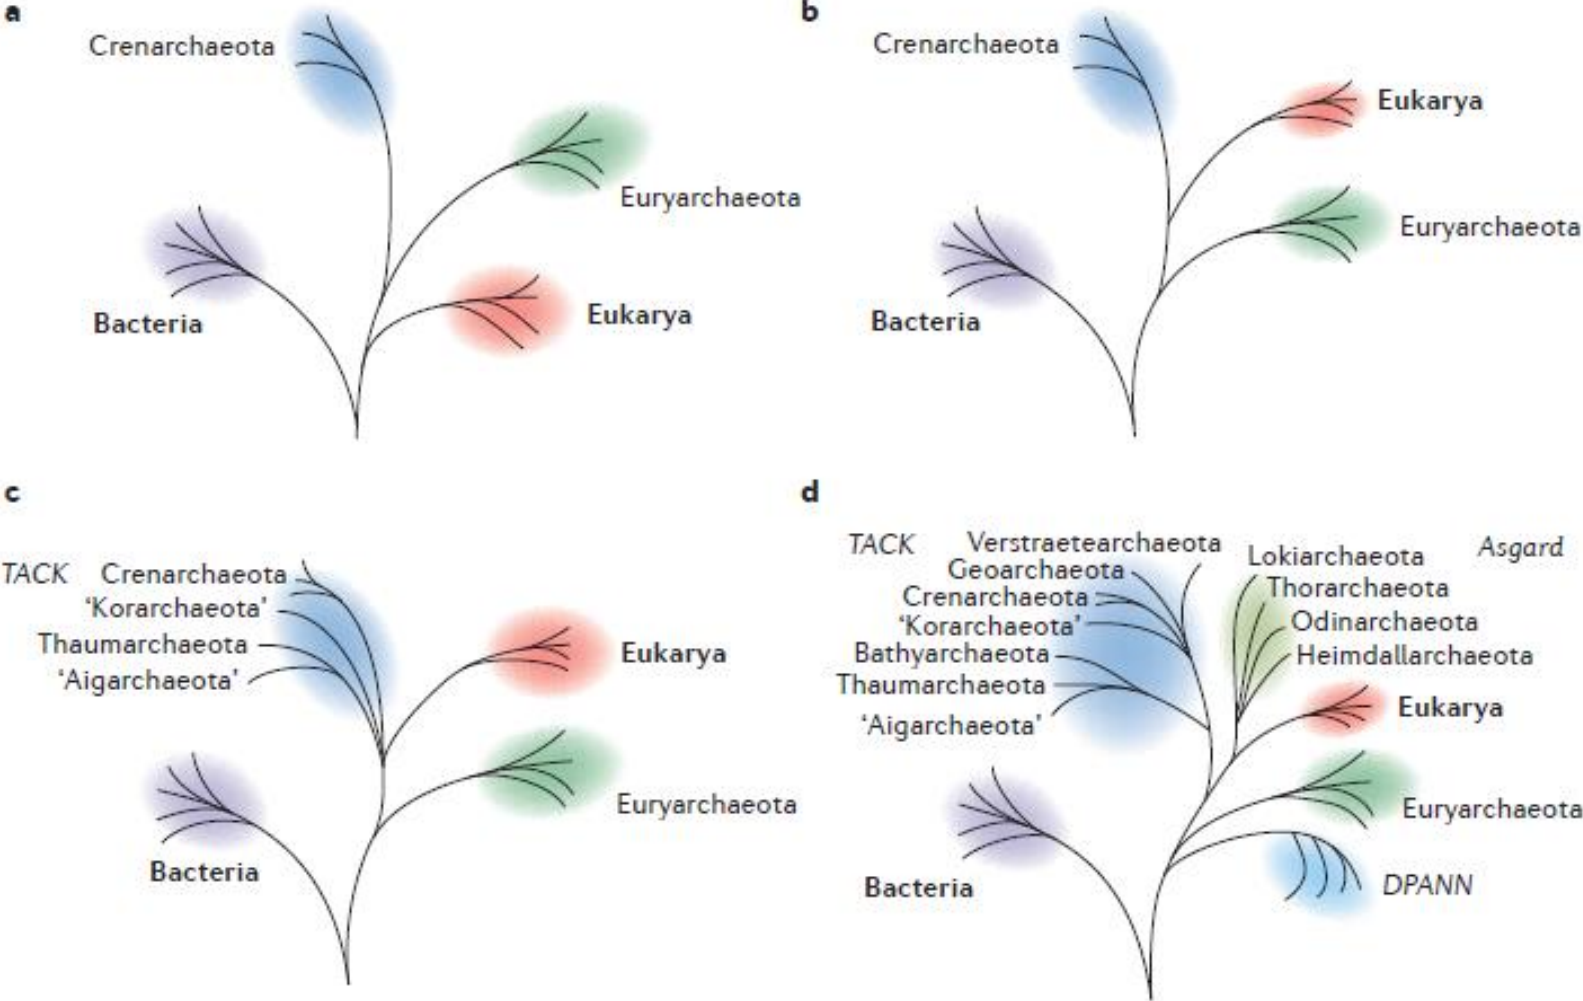 a
Crenarchaeota
Euryarchaeota
Bacteria
Eukarya
b
Crenarchaeota
Eukarya
Euryarchaeota
Bacteria
c
TACK Crenarchaeota
‘Korarchaeota’
Thaumarchaeota
‘Aigarchaeota’
Eukarya
Euryarchaeota
Bacteria
d
TACK Verstraetearchaeota
Geoarchaeota
Crenarchaeota
‘Korarchaeota’
Bathyarchaeota
Thaumarchaeota
‘Aigarchaeota’
Lokiarchaeota Asgard
Thorarchaeota
Odinarchaeota
Heimdallarchaeota
Eukarya
Euryarchaeota
DPANN
Bacteria